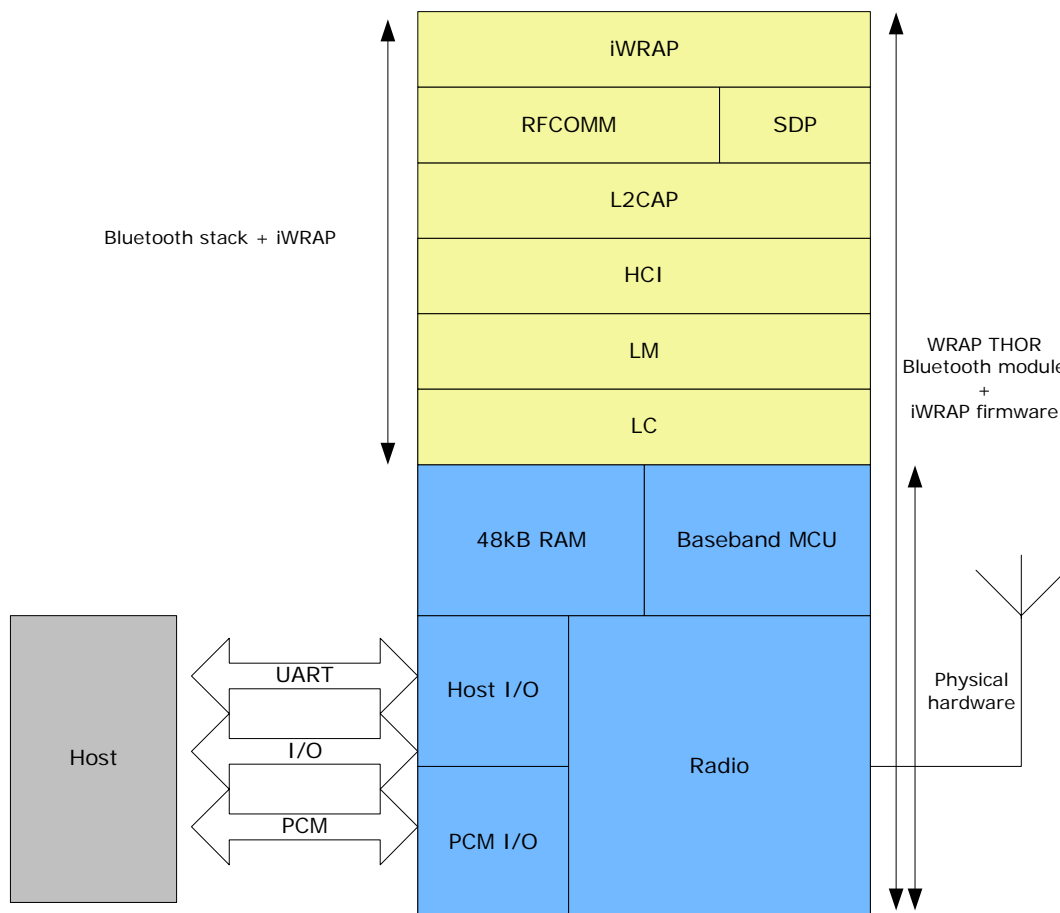 iWRAP
RFCOMM
SDP
L2CAP
Bluetooth stack + iWRAP
HCI
LM
WRAP THOR
Bluetooth module
+
iWRAP firmware
LC
48kB RAM
Baseband MCU
UART
Host I/O
Physical
hardware
Host
I/O
Radio
PCM
PCM I/O